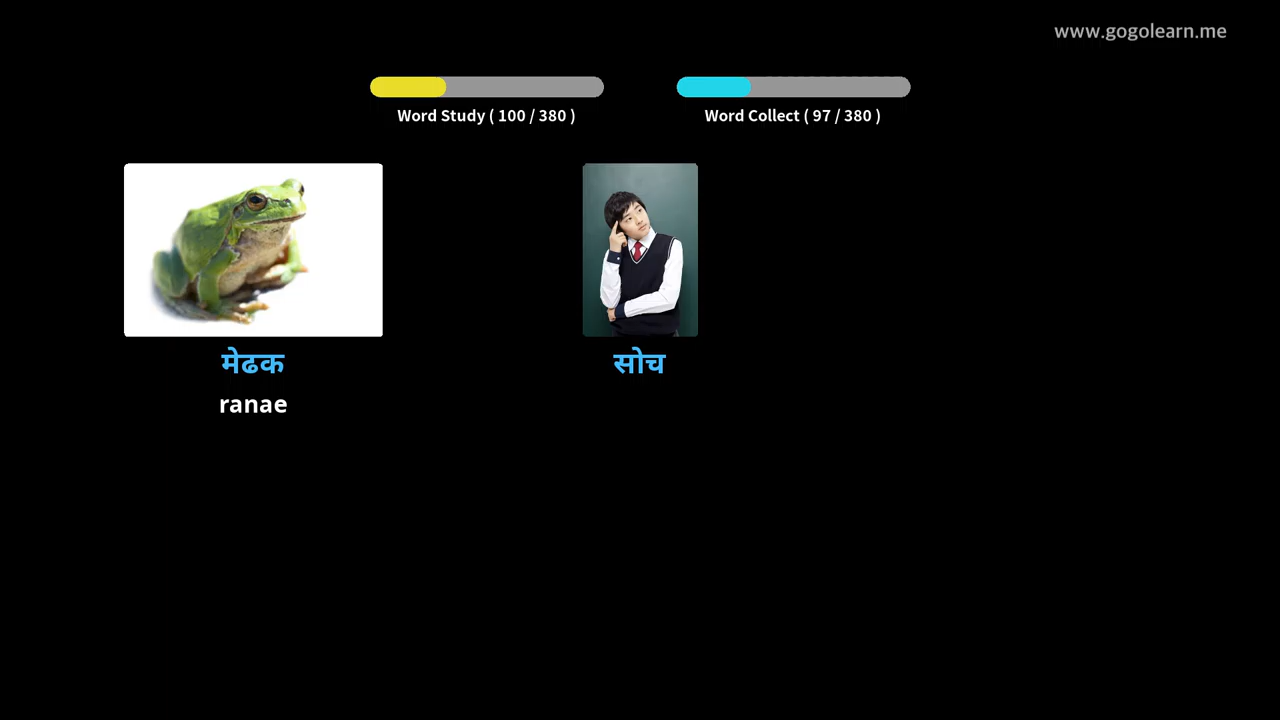 www.gogolearn.me
Word Study ( 100 / 380 )
Word Collect ( 97 / 380 )
मेढक
सोच
ranae